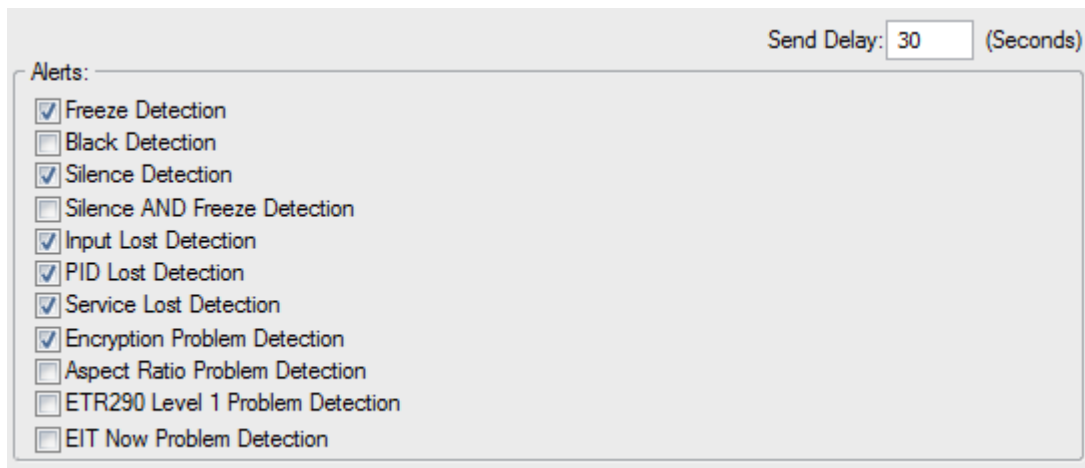 Send Delay: 30 (Seconds)
Alerts:
Freeze Detection
Black Detection
Silence Detection
Silence AND Freeze Detection
Input Lost Detection
PID Lost Detection
Service Lost Detection
Encryption Problem Detection
Aspect Ratio Problem Detection
ETR290 Level 1 Problem Detection
EIT Now Problem Detection